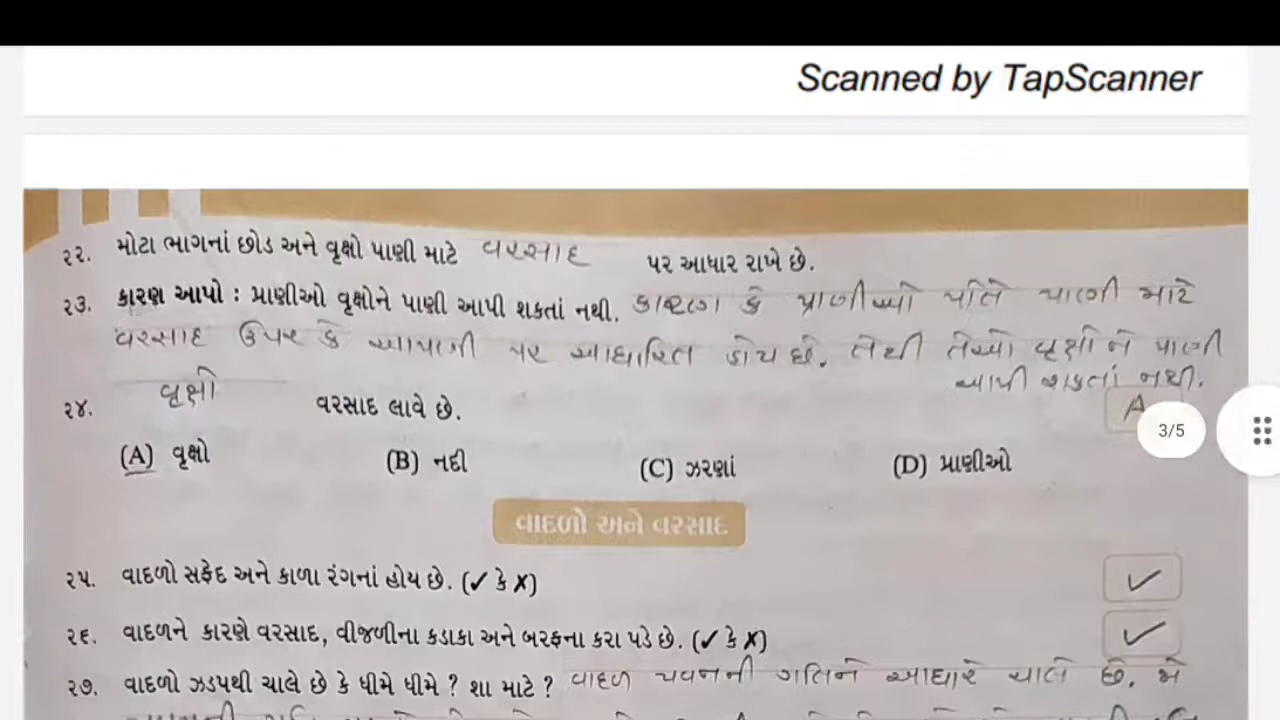 Scanned by TapScanner
૨૨. મોટા ભાગનાં છોડ અને વૃક્ષો પાણી માટે વરસાદ પર આધાર રાખે છે.
૨૩. કારણ આપો : પ્રાણીઓ વૃક્ષોને પાણી આપી શકતાં નથી. કારણ કે પ્રાણીઓ પોતે પાણી માટે
વરસાદ ઉપર કે આપણી પર આધારિત હોય છે. તેથી તેઓ વૃક્ષોને પાણી
આપી શકતાં નથી.
૨૪. વૃક્ષો વરસાદ લાવે છે. A
3/5
(A) વૃક્ષો (B) નદી (C) ઝરણાં (D) પ્રાણીઓ
વાદળો અને વરસાદ
૨૫. વાદળો સફેદ અને કાળા રંગનાં હોય છે. (✓ કે ✗) ✓
૨૬. વાદળને કારણે વરસાદ, વીજળીના કડાકા અને બરફના કરા પડે છે. (✓ કે ✗) ✓
૨૭. વાદળો ઝડપથી ચાલે છે કે ધીમે ધીમે ? શા માટે ? વાદળ પવનની ગતિને આધારે ચાલે છે. જો